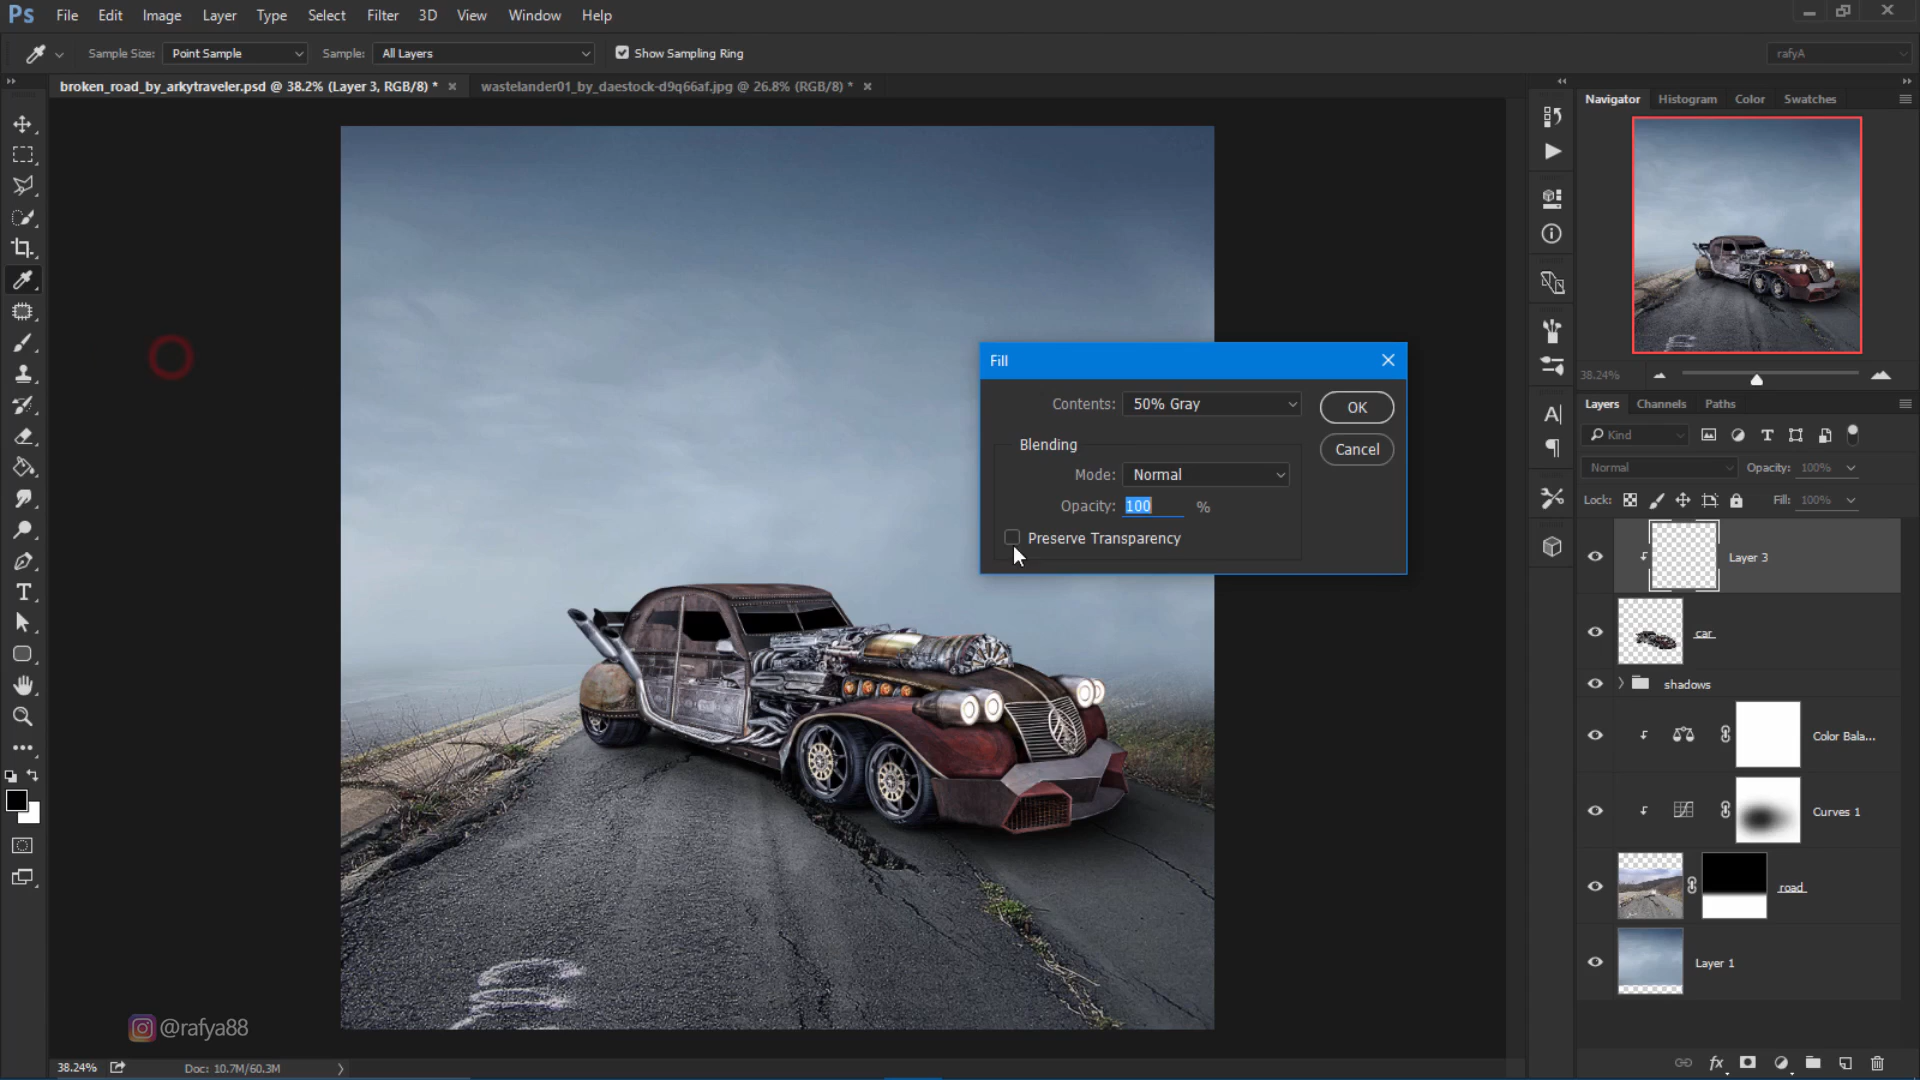 Ps File Edit Image Layer Type Select Filter 3D View Window Help
Sample Size: Point Sample Sample: All Layers Show Sampling Ring rafyA
broken_road_by_arkytraveler.psd @ 38.2% (Layer 3, RGB/8) * wastelander01_by_daestock-d9q66af.jpg @ 26.8% (RGB/8) *
Navigator Histogram Color Swatches
38.24%
Layers Channels Paths
Kind
Normal Opacity: 100%
Lock: Fill: 100%
Layer 3
car
shadows
Color Bala...
Curves 1
road
Layer 1
Fill
Contents: 50% Gray OK
Blending Cancel
Mode: Normal
Opacity: 100 %
Preserve Transparency
@rafya88
38.24% Doc: 10.7M/60.3M